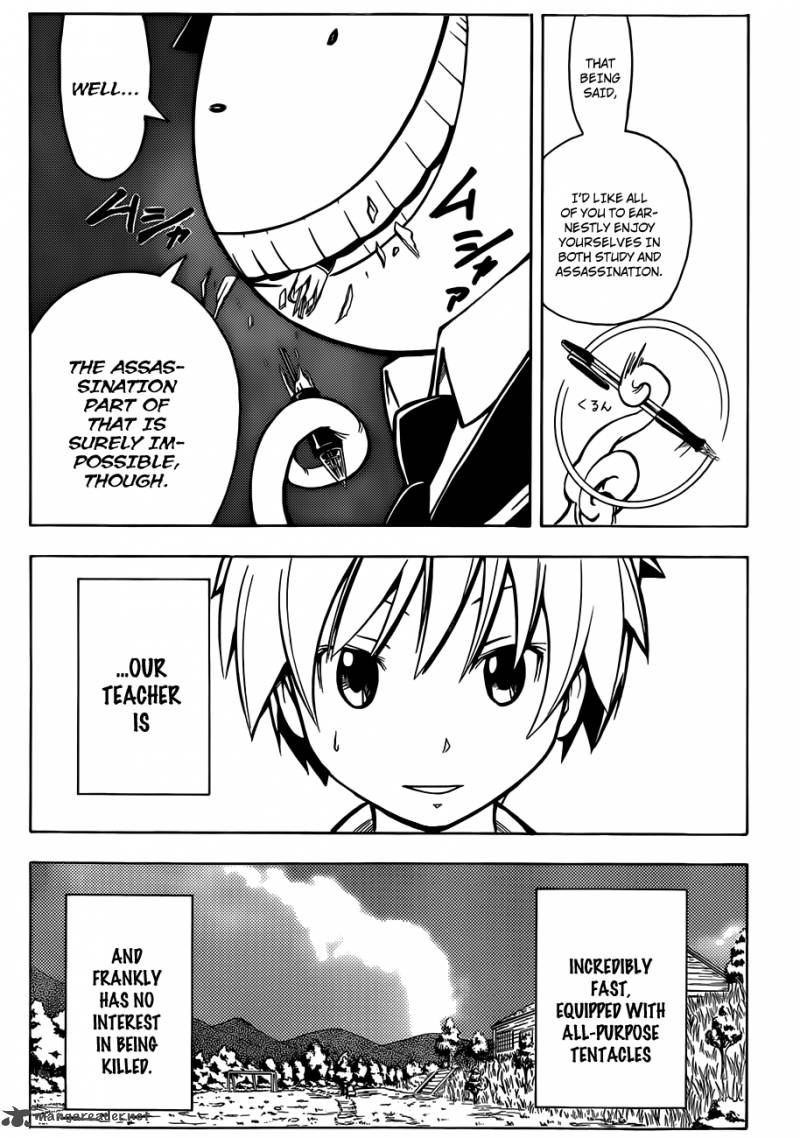 THAT
BEING
SAID,
I'D LIKE ALL
OF YOU TO EAR-
NESTLY ENJOY
YOURSELVES IN
BOTH STUDY AND
ASSASSINATION.
くるん
WELL...
ムシャ
ムシャァ
THE ASSAS-
SINATION
PART OF
THAT IS
SURELY IM-
POSSIBLE,
THOUGH.
...OUR
TEACHER
IS
INCREDIBLY
FAST,
EQUIPPED WITH
ALL-PURPOSE
TENTACLES
AND
FRANKLY
HAS NO
INTEREST
IN BEING
KILLED.
mangareader.net